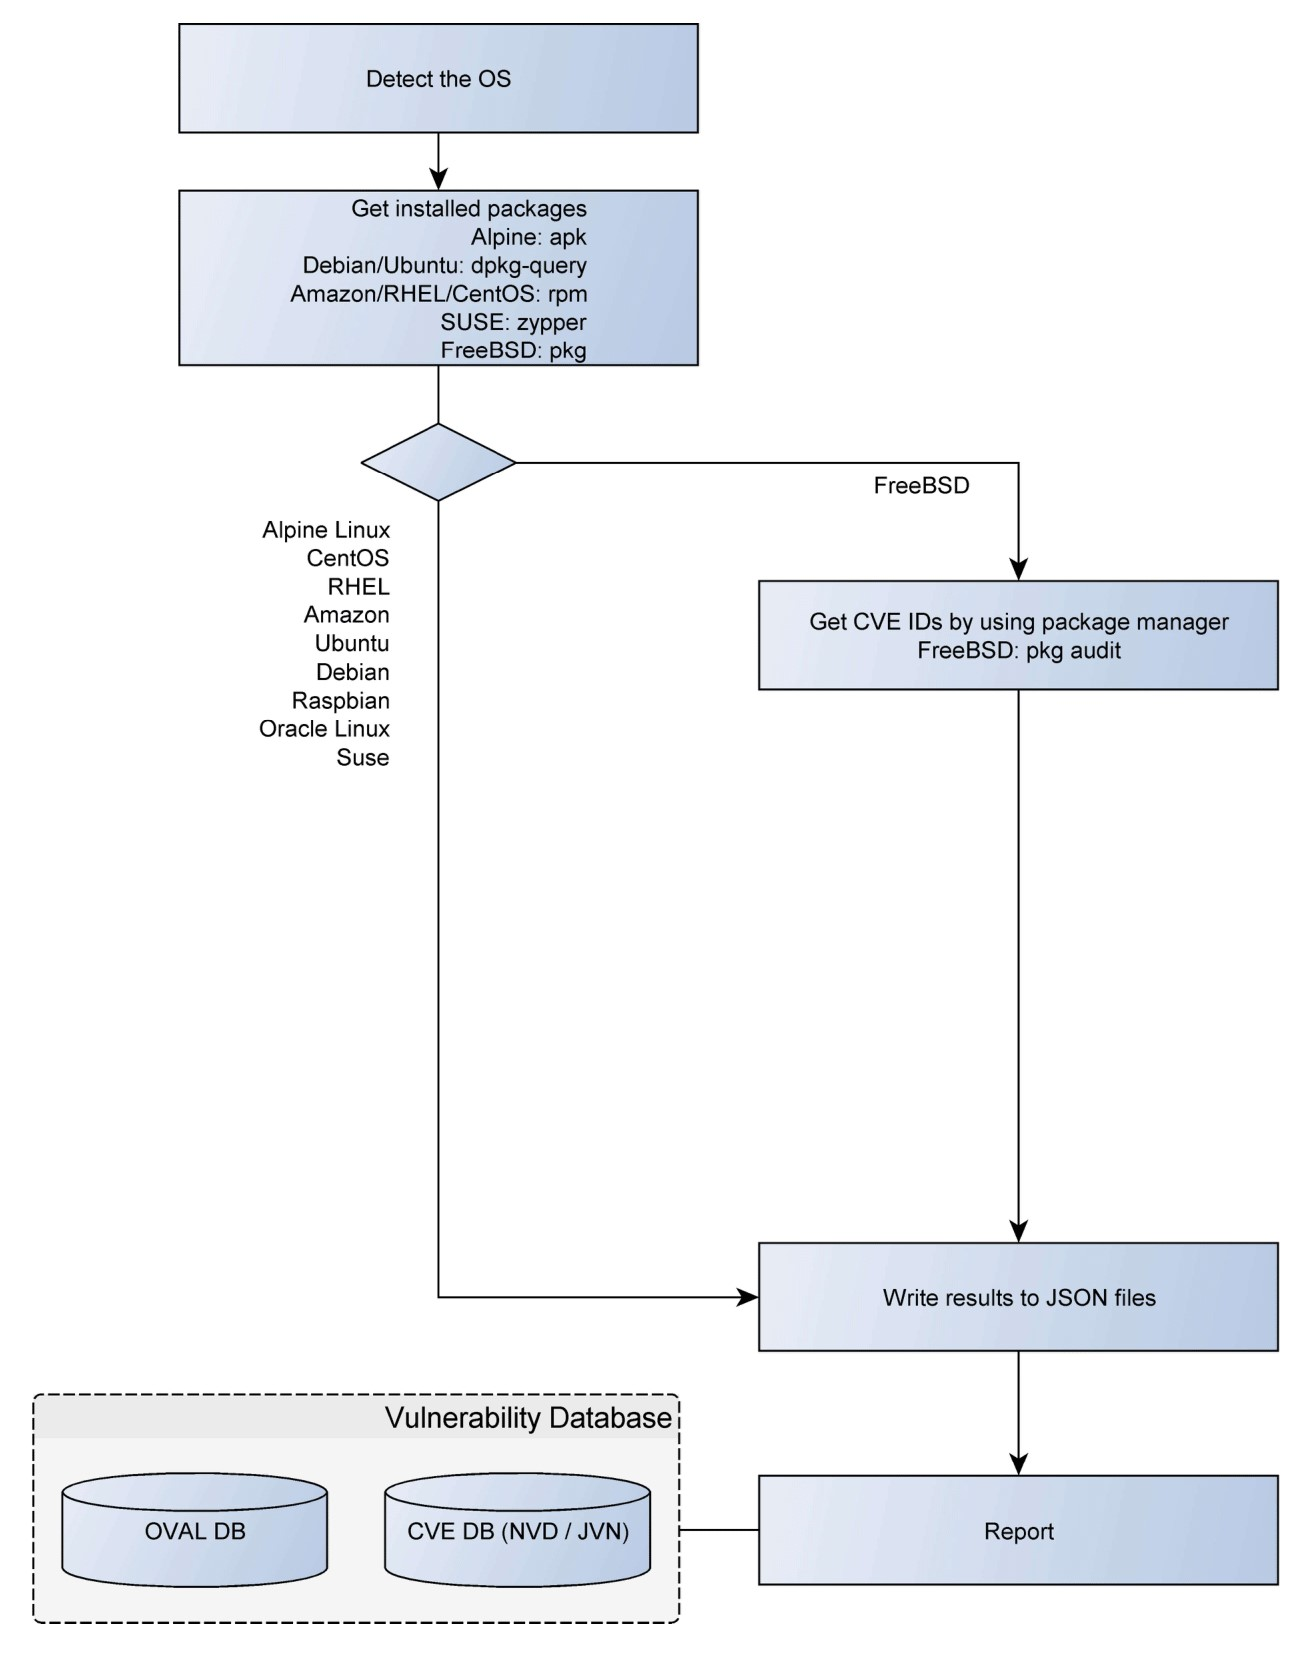 Detect the OS
Get installed packages
Alpine: apk
Debian/Ubuntu: dpkg-query
Amazon/RHEL/CentOS: rpm
SUSE: zypper
FreeBSD: pkg
FreeBSD
Alpine Linux
CentOS
RHEL
Amazon
Ubuntu
Debian
Raspbian
Oracle Linux
Suse
Get CVE IDs by using package manager
FreeBSD: pkg audit
Write results to JSON files
Vulnerability Database
OVAL DB
CVE DB (NVD / JVN)
Report